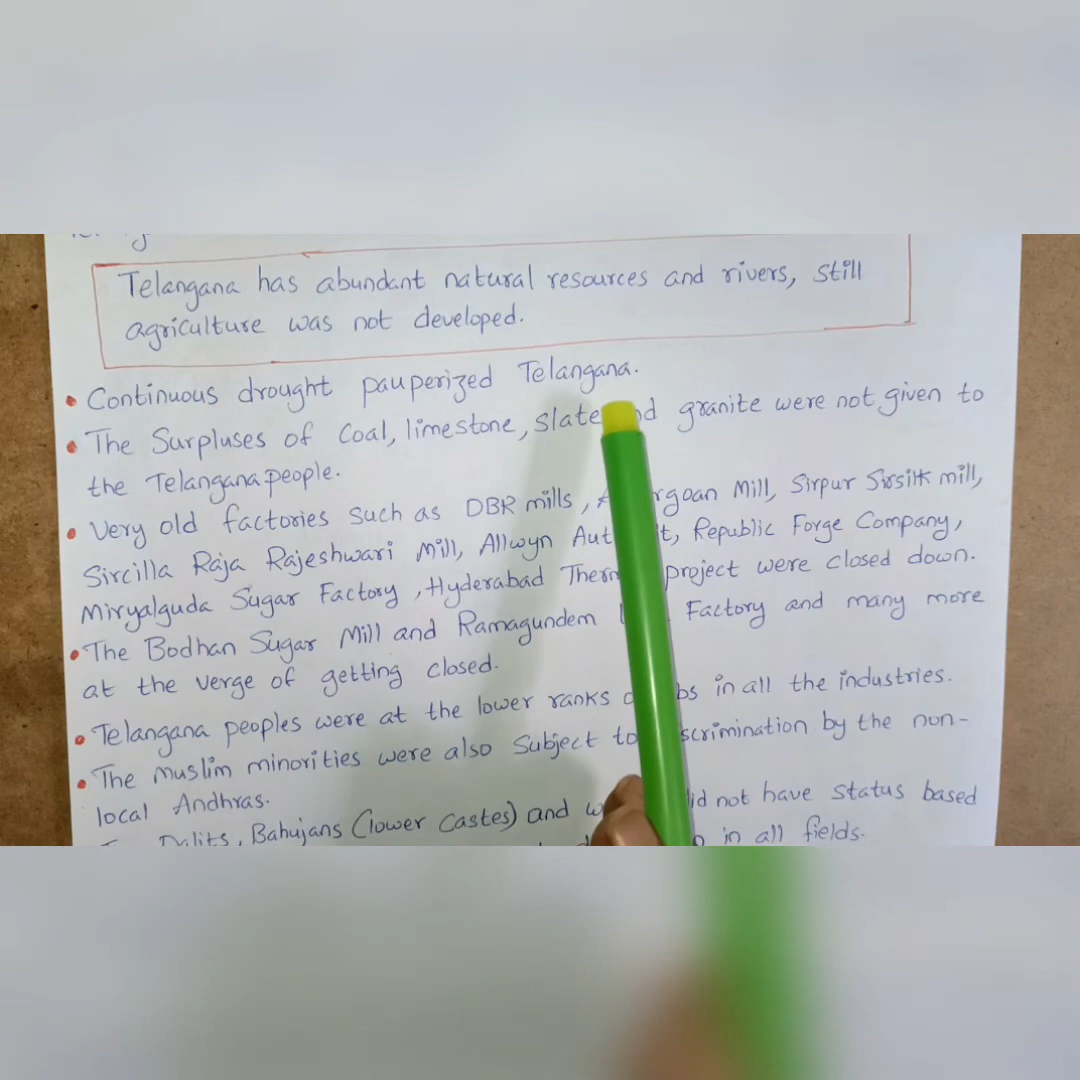 Telangana has abundant natural resources and rivers, still
agriculture was not developed.
• Continuous drought pauperized Telangana.
• The Surpluses of Coal, limestone, slate and granite were not given to
the Telangana people.
• Very old factories such as DBR mills, Mill, Sirpur Sirsilk mill,
Sircilla Raja Rajeshwari Mill, Allwyn Republic Forge Company,
Miryalguda Sugar Factory, Hyderabad project were closed down.
• The Bodhan Sugar Mill and Ramagundem Factory and many more
at the verge of getting closed.
• Telangana peoples were at the lower ranks in all the industries.
• The muslim minorities were also Subject to discrimination by the non-
local Andhras.
Dalits, Bahujans (lower castes) and did not have status based
in all fields.